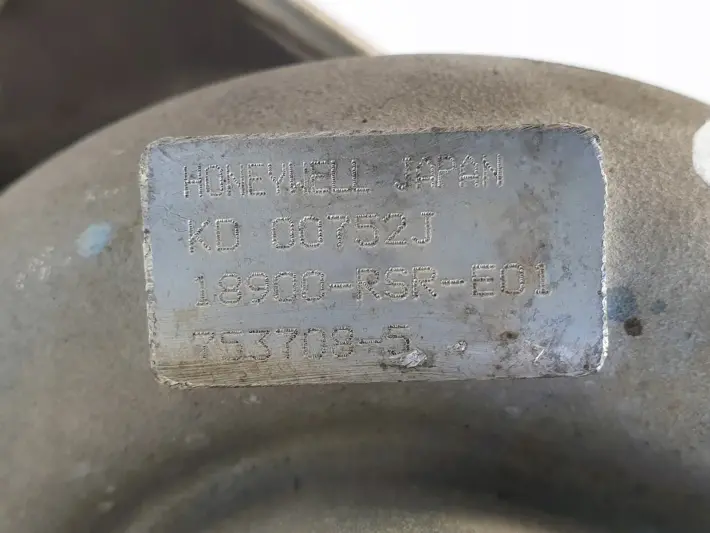 HONEYWELL JAPAN
KD 00752J
18900-RSR-E01
753708-5